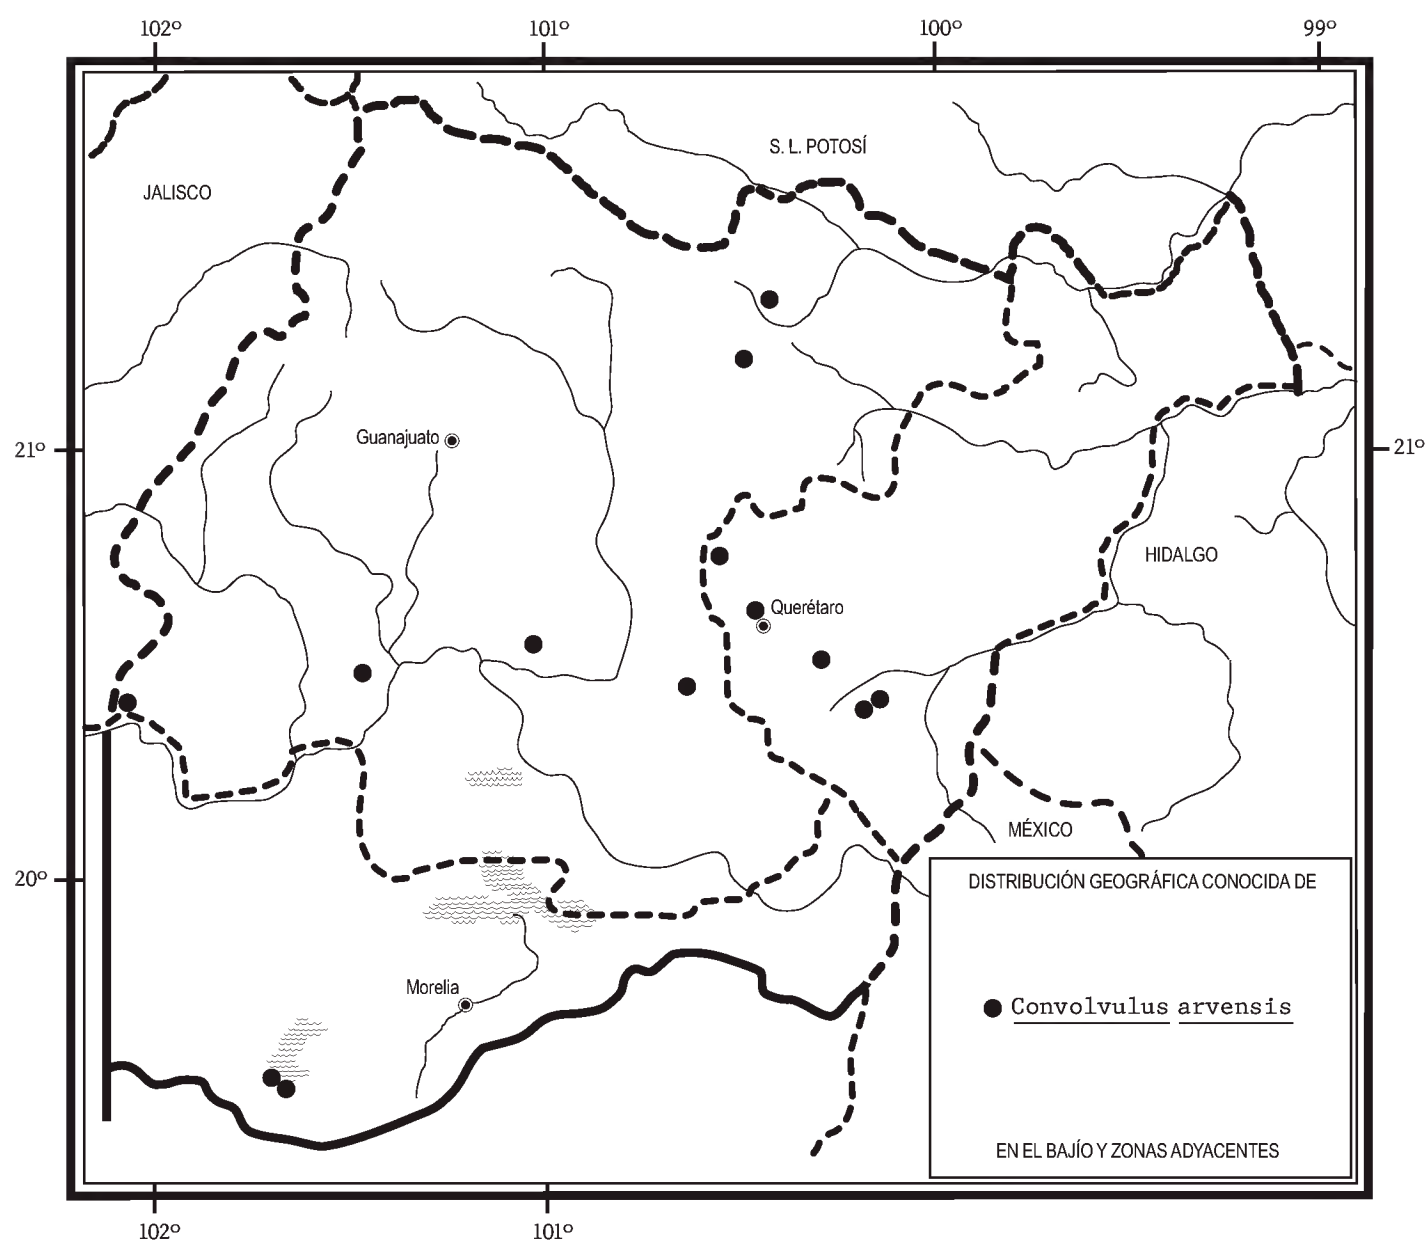 102º 101º 100º 99º
S. L. POTOSÍ
JALISCO
Guanajuato
21º 21º
HIDALGO
Querétaro
MÉXICO
20º
DISTRIBUCIÓN GEOGRÁFICA CONOCIDA DE
Morelia
Convolvulus arvensis
EN EL BAJÍO Y ZONAS ADYACENTES
102º 101º